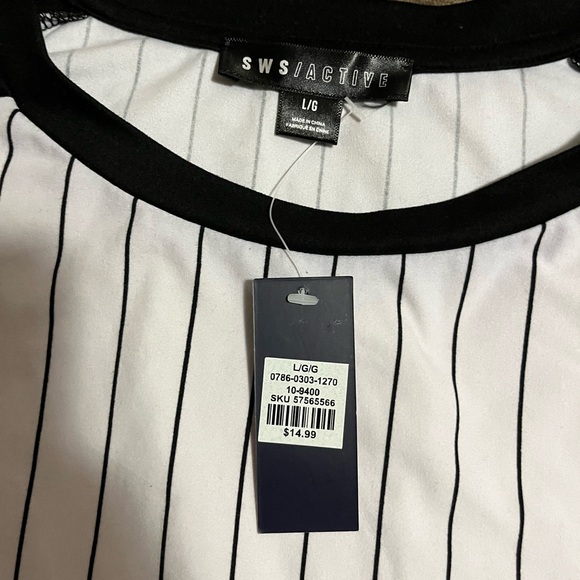 SWS/ACTIVE
L/G
MADE IN CHINA
FABRIQUÉ EN CHINE
L/G/G
0786-0303-1270
10-9400
SKU 57565566
$14.99